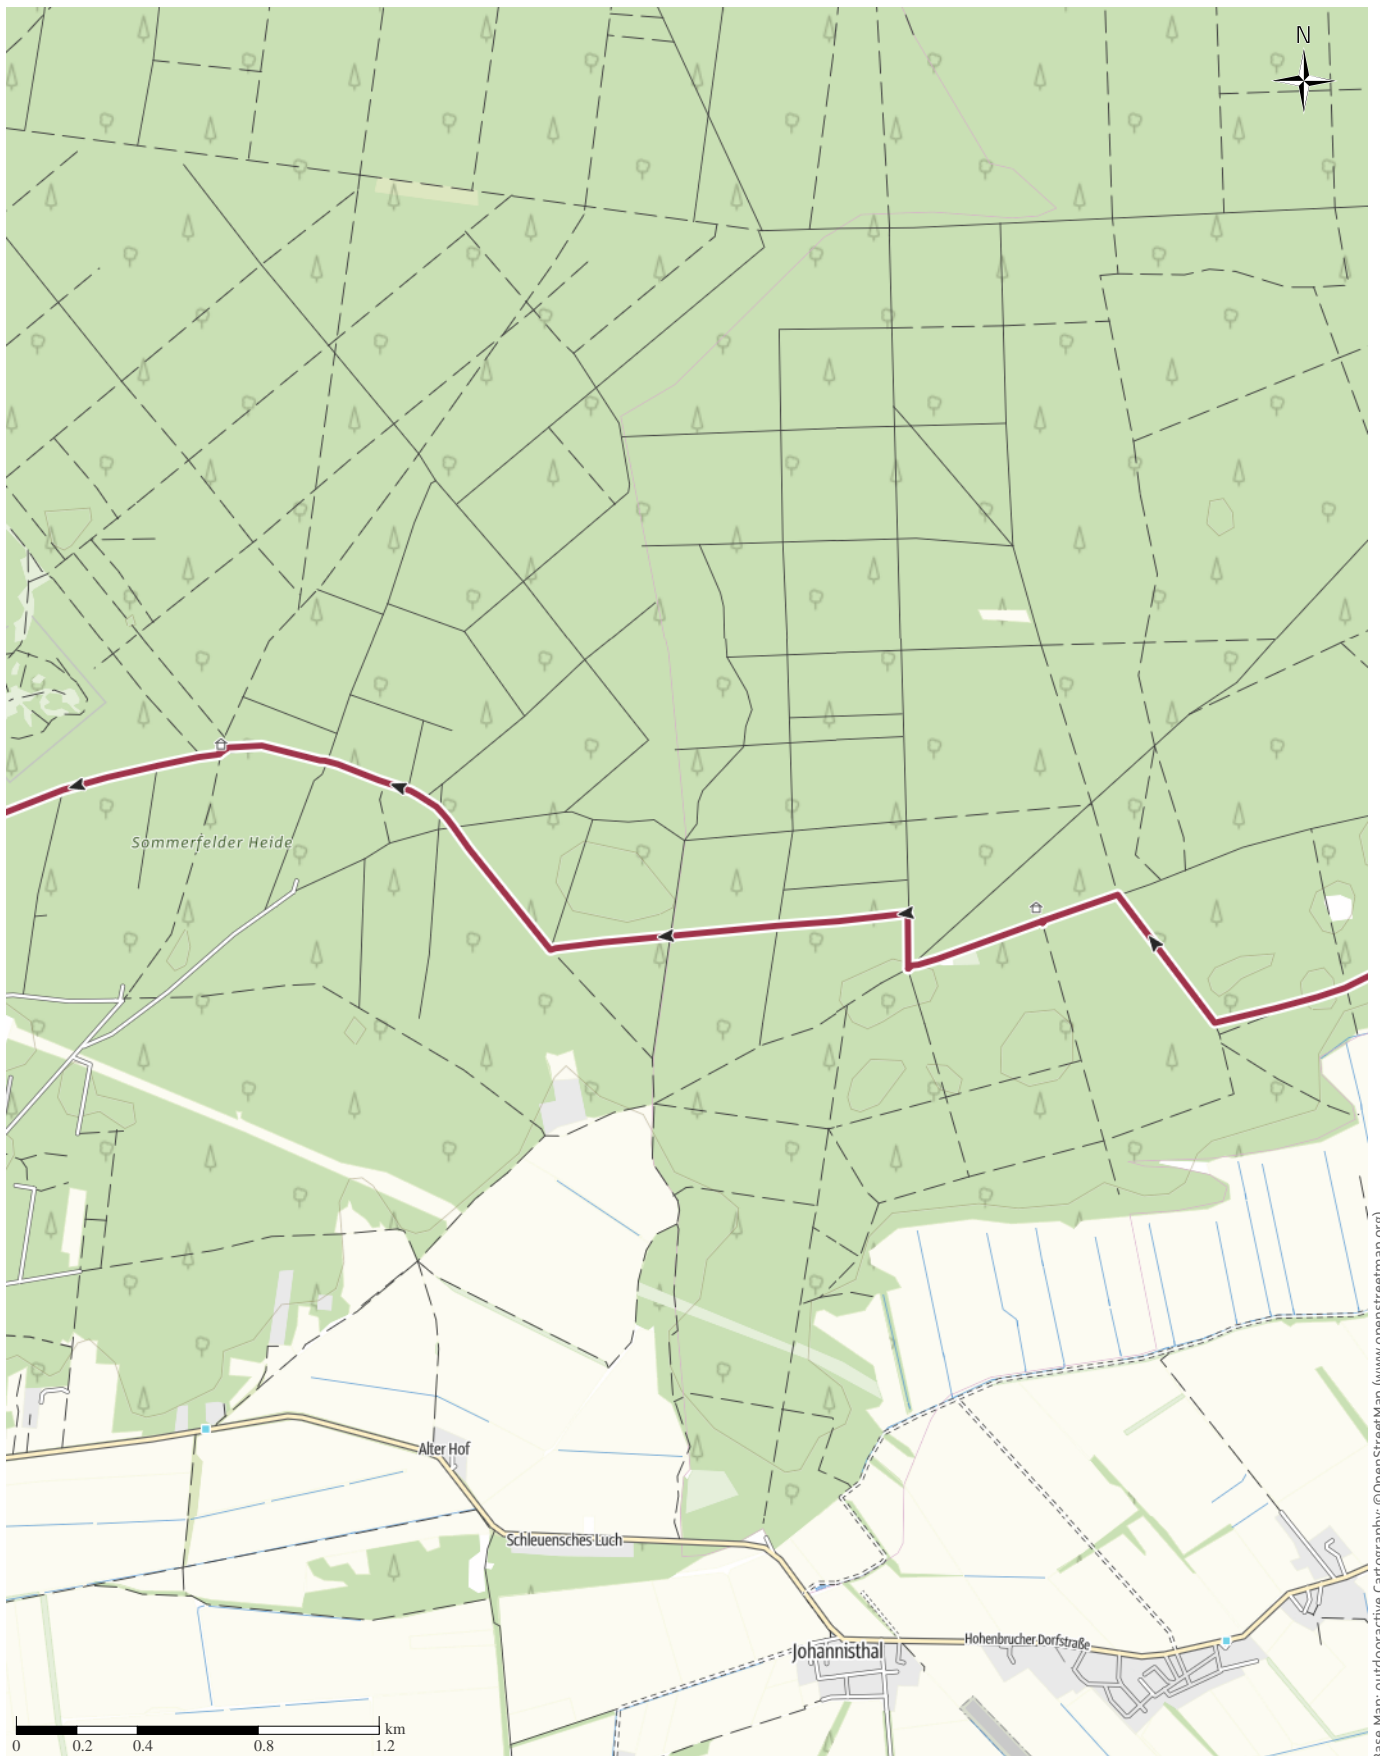 N
Sommerfelder Heide
Alter Hof
Schleuensches Luch
Hohenbrucher Dorfstraße
Johannisthal
km
0 0.2 0.4 0.8 1.2
Base Map: outdooractive Cartography; ©OpenStreetMap (www.openstreetmap.org)